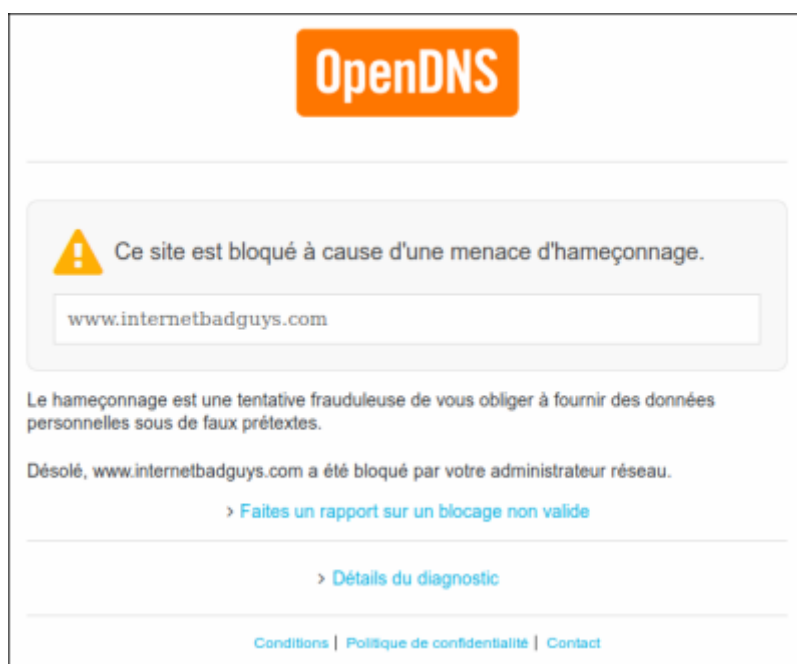 OpenDNS
Ce site est bloqué à cause d'une menace d'hameçonnage.
www.internetbadguys.com
Le hameçonnage est une tentative frauduleuse de vous obliger à fournir des données
personnelles sous de faux prétextes.
Désolé, www.internetbadguys.com a été bloqué par votre administrateur réseau.
> Faites un rapport sur un blocage non valide
> Détails du diagnostic
Conditions | Politique de confidentialité | Contact